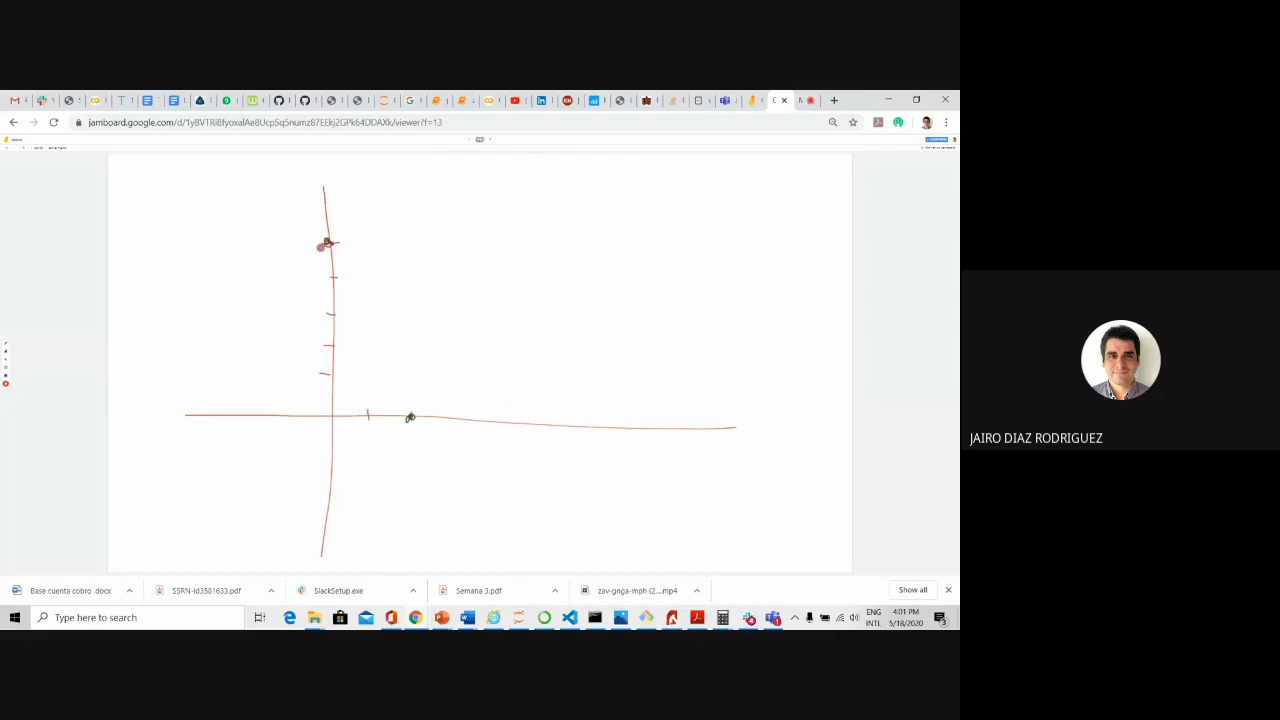 jamboard.google.com/d/1yBVTRi8fyoxalAe8UcpSq5numz87EEkj2GPk64DDAXk/viewer?f=13
JAIRO DIAZ RODRIGUEZ
Base cuenta cobro .docx
SSRN-id3581633.pdf
SlackSetup.exe
Semana 3.pdf
zav-gnga-mph (2....mp4
Show all
Type here to search
ENG
INTL
4:01 PM
5/18/2020